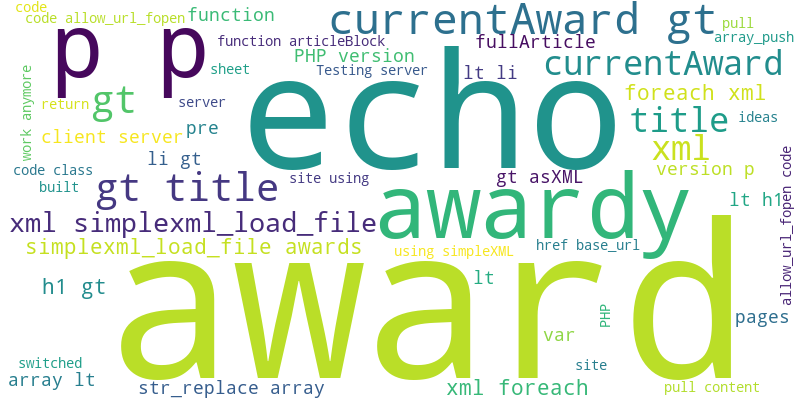 code
code allow_url_fopen
function
currentAward gt
pull
array_push
p p
function articleBlock
fullArticle
PHP version
currentAward
sheet
Testing server
lt li
echo
foreach xml
work anymore
return
gt
server
title
ideas
client server
pre
xml
li gt
version p
code class
built
gt title
site using
gt asXML
awardy
lt h1
xml simplexml_load_file
simplexml_load_file awards
using simpleXML
href base_url
allow_url_fopen code
award
h1 gt
lt
PHP
pages
var
switched
array lt
site
str_replace array
xml foreach
pull content